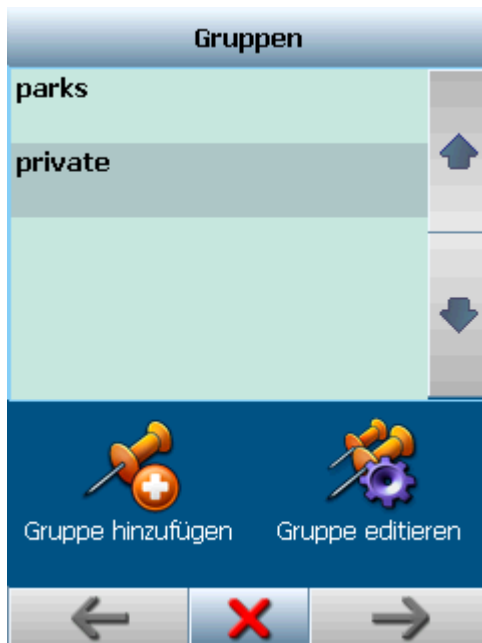 Gruppen
parks
private
Gruppe hinzufügen
Gruppe editieren